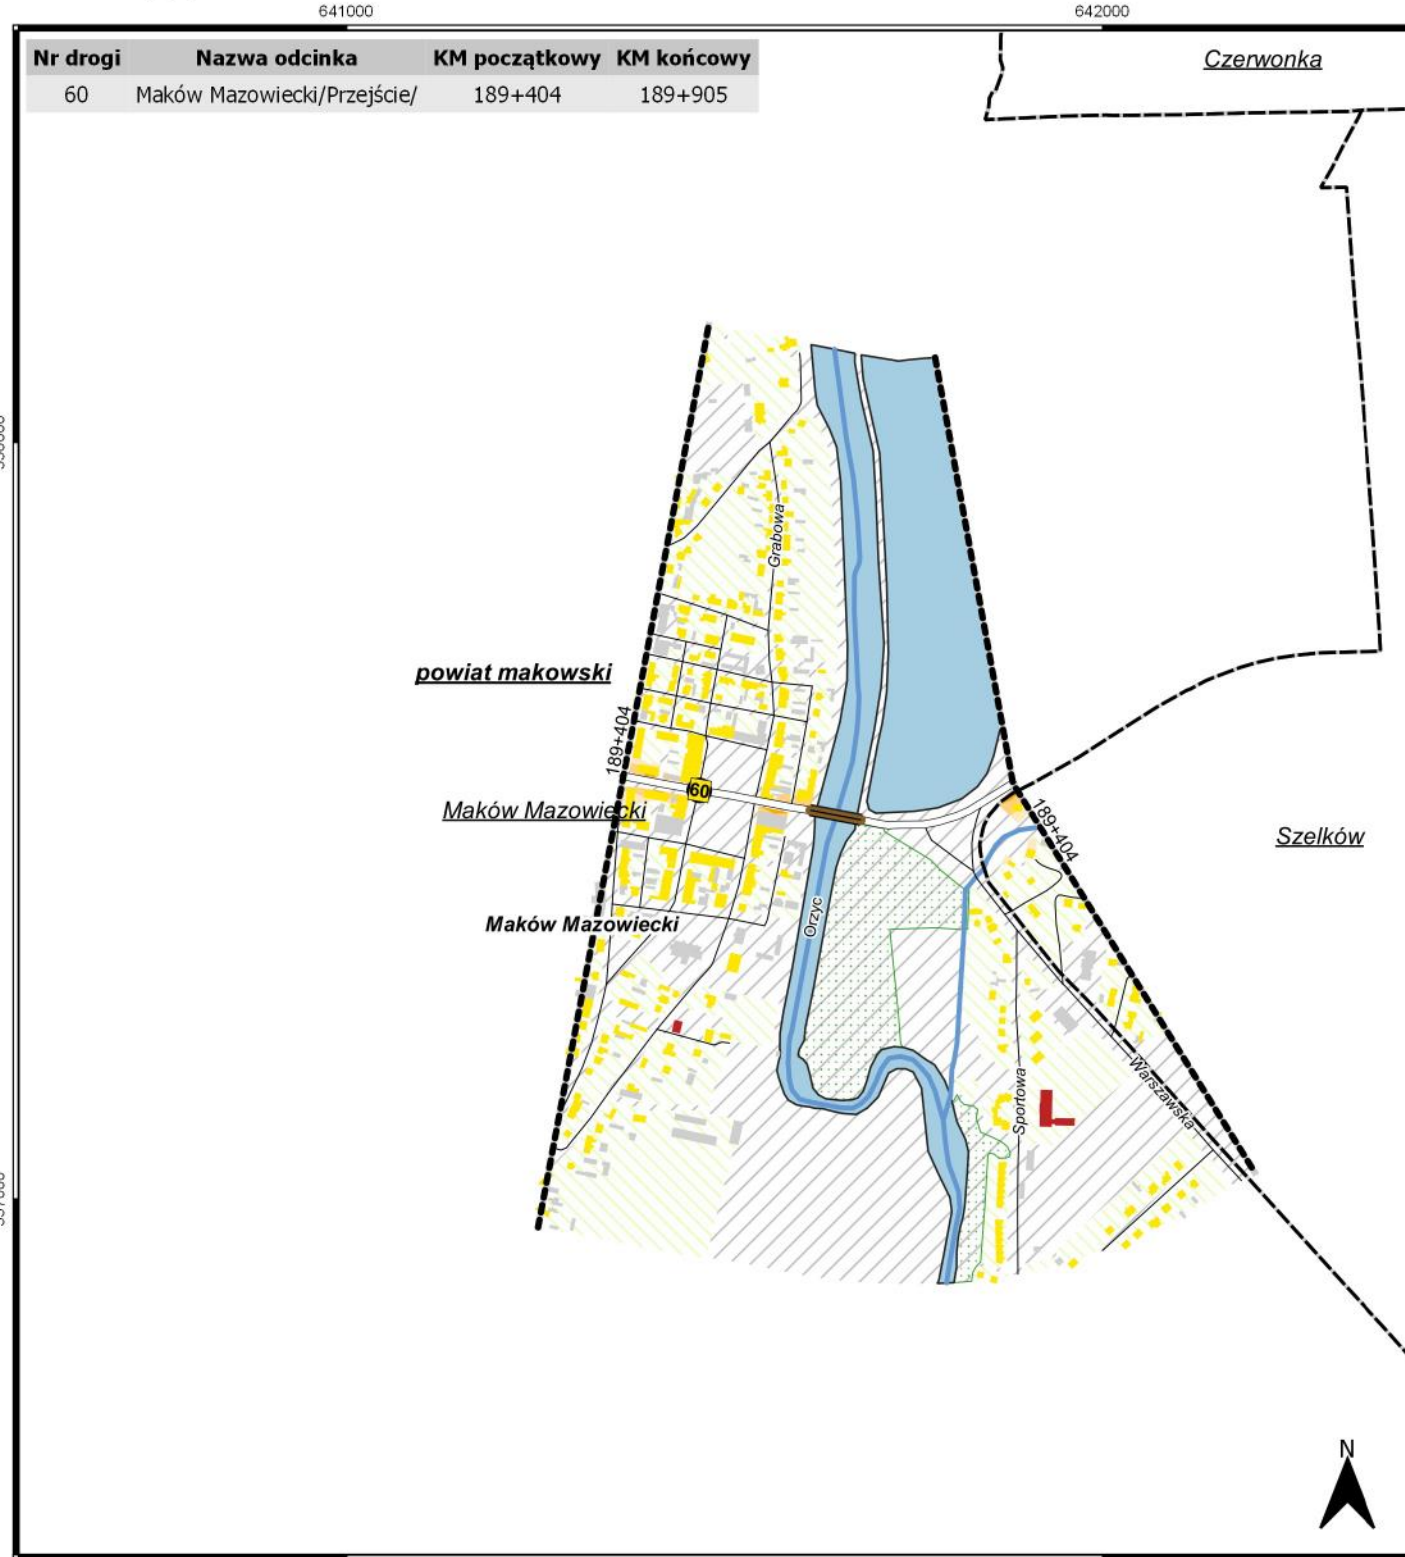 641000 642000
Nr drogi Nazwa odcinka KM początkowy KM końcowy
60 Maków Mazowiecki/Przejście/ 189+404 189+905
Czerwonka
Grabowa
powiat makowski
189+404
60
Maków Mazowiecki
189+404
Szelków
Orzyc
Maków Mazowiecki
Warszawska
Sportowa
N